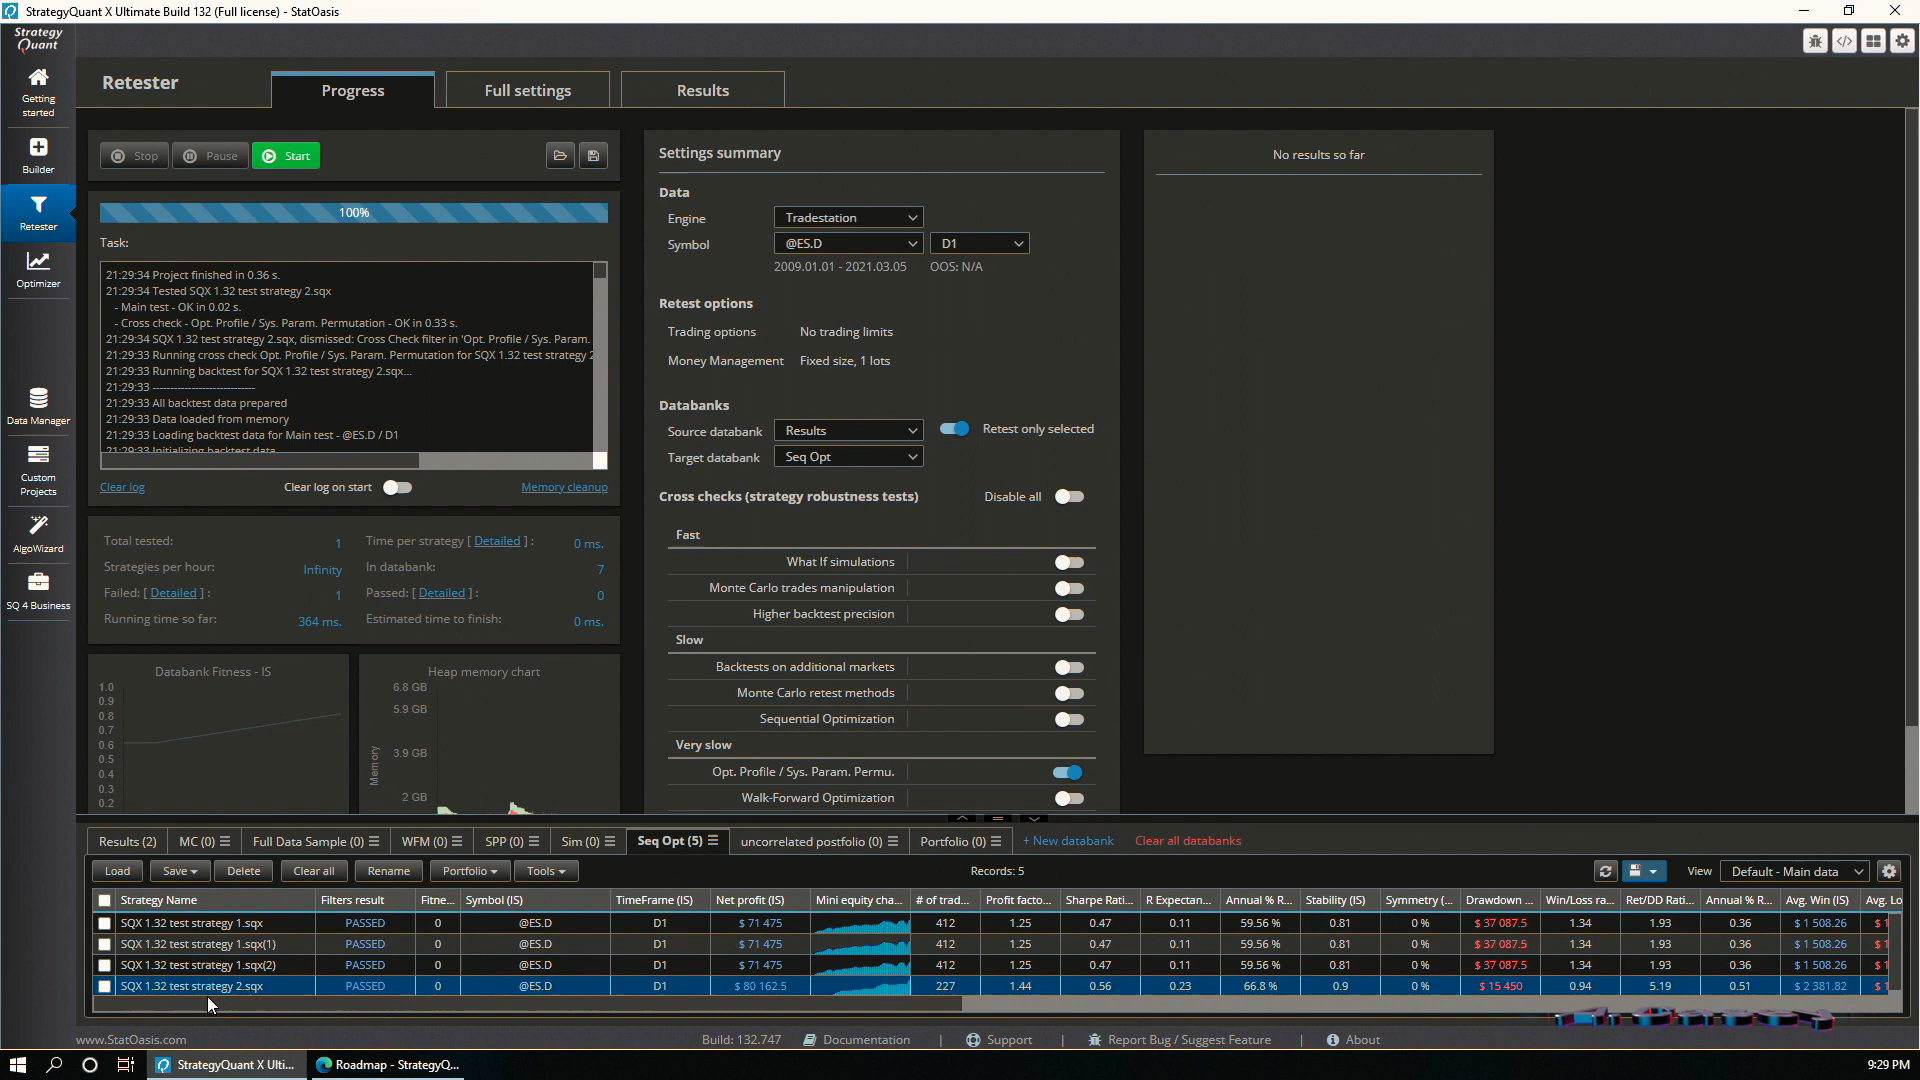 StrategyQuant X Ultimate Build 132 (Full license) - StatOasis
Strategy
Quant
Getting
started
Builder
Retester
Optimizer
Data Manager
Custom
Projects
AlgoWizard
SQ 4 Business
Retester
Progress
Full settings
Results
Stop
Pause
Start
100%
Task:
21:29:34 Project finished in 0.36 s.
21:29:34 Tested SQX 1.32 test strategy 2.sqx
- Main test - OK in 0.02 s.
- Cross check - Opt. Profile / Sys. Param. Permutation - OK in 0.33 s.
21:29:34 SQX 1.32 test strategy 2.sqx, dismissed: Cross Check filter in 'Opt. Profile / Sys. Param.
21:29:33 Running cross check Opt. Profile / Sys. Param. Permutation for SQX 1.32 test strategy 2
21:29:33 Running backtest for SQX 1.32 test strategy 2.sqx...
21:29:33 -----------------------------
21:29:33 All backtest data prepared
21:29:33 Data loaded from memory
21:29:33 Loading backtest data for Main test - @ES.D / D1
21:29:33 Initializing backtest data
Clear log
Clear log on start
Memory cleanup
Total tested: 1
Time per strategy [ Detailed ] : 0 ms.
Strategies per hour: Infinity
In databank: 7
Failed: [ Detailed ] : 1
Passed: [ Detailed ] : 0
Running time so far: 364 ms.
Estimated time to finish: 0 ms.
Databank Fitness - IS
1.0
0.9
0.8
0.7
0.6
0.5
0.4
0.3
0.2
Heap memory chart
6.8 GB
5.9 GB
3.9 GB
2 GB
Memory
Settings summary
Data
Engine Tradestation
Symbol @ES.D D1
2009.01.01 - 2021.03.05 OOS: N/A
Retest options
Trading options No trading limits
Money Management Fixed size, 1 lots
Databanks
Source databank Results Retest only selected
Target databank Seq Opt
Cross checks (strategy robustness tests) Disable all
Fast
What If simulations
Monte Carlo trades manipulation
Higher backtest precision
Slow
Backtests on additional markets
Monte Carlo retest methods
Sequential Optimization
Very slow
Opt. Profile / Sys. Param. Permu.
Walk-Forward Optimization
No results so far
Results (2) MC (0) Full Data Sample (0) WFM (0) SPP (0) Sim (0) Seq Opt (5) uncorrelated postfolio (0) Portfolio (0) + New databank Clear all databanks
Load Save Delete Clear all Rename Portfolio Tools Records: 5 View Default - Main data
Strategy Name Filters result Fitne... Symbol (IS) TimeFrame (IS) Net profit (IS) Mini equity cha... # of trad... Profit facto... Sharpe Rati... R Expectan... Annual % R... Stability (IS) Symmetry (... Drawdown ... Win/Loss ra... Ret/DD Rati... Annual % R... Avg. Win (IS) Avg. Lo
SQX 1.32 test strategy 1.sqx PASSED 0 @ES.D D1 $ 71 475 412 1.25 0.47 0.11 59.56 % 0.81 0 % $ 37 087.5 1.34 1.93 0.36 $ 1 508.26 $ 1
SQX 1.32 test strategy 1.sqx(1) PASSED 0 @ES.D D1 $ 71 475 412 1.25 0.47 0.11 59.56 % 0.81 0 % $ 37 087.5 1.34 1.93 0.36 $ 1 508.26 $ 1
SQX 1.32 test strategy 1.sqx(2) PASSED 0 @ES.D D1 $ 71 475 412 1.25 0.47 0.11 59.56 % 0.81 0 % $ 37 087.5 1.34 1.93 0.36 $ 1 508.26 $ 1
SQX 1.32 test strategy 2.sqx PASSED 0 @ES.D D1 $ 80 162.5 227 1.44 0.56 0.23 66.8 % 0.9 0 % $ 15 450 0.94 5.19 0.51 $ 2 381.82 $ 1
www.StatOasis.com
Build: 132.747 Documentation | Support | Report Bug / Suggest Feature | About
StrategyQuant X Ulti...
Roadmap - StrategyQ...
9:29 PM